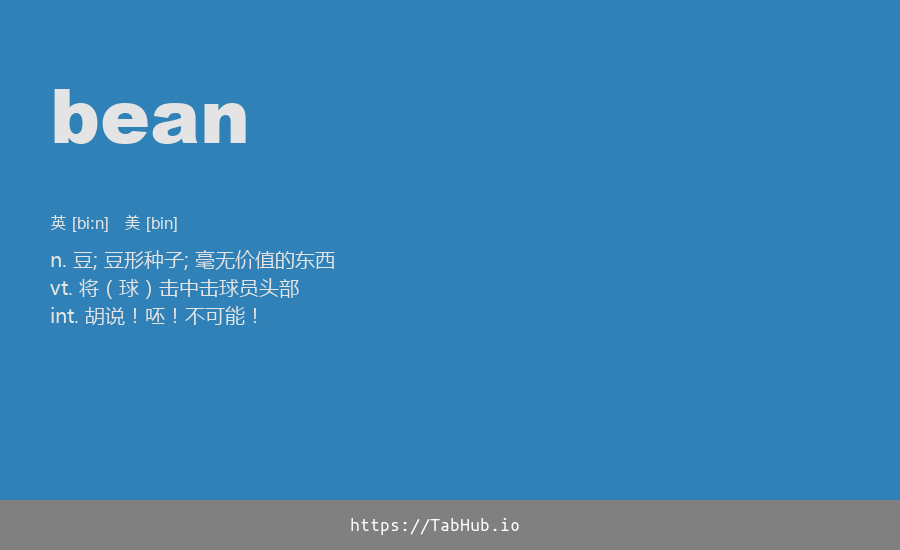 bean
英 [bi:n] 美 [bin]
n. 豆; 豆形种子; 毫无价值的东西
vt. 将（球）击中击球员头部
int. 胡说！呸！不可能！
https://TabHub.io